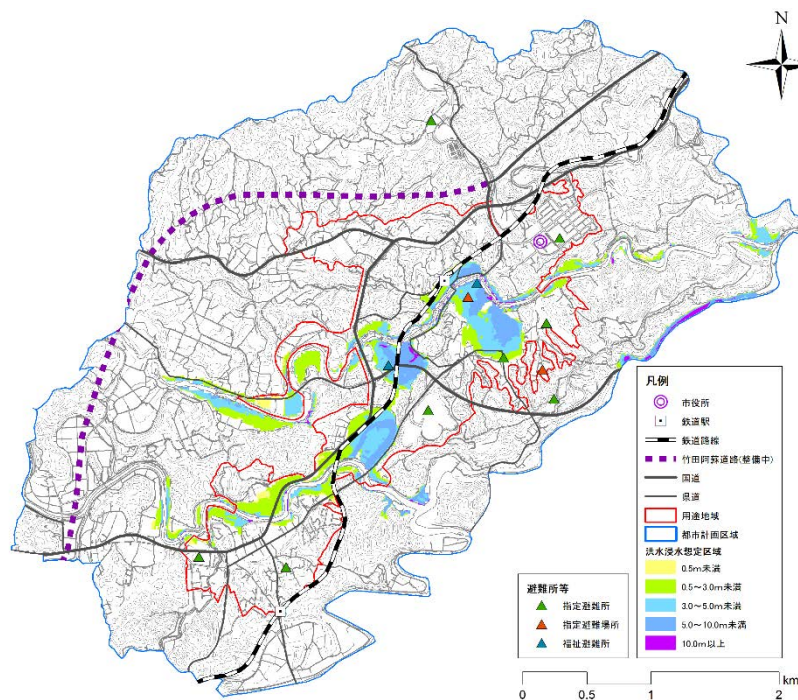 N
凡例
市役所
鉄道駅
鉄道路線
竹田阿蘇道路(整備中)
国道
県道
用途地域
都市計画区域
洪水浸水想定区域
0.5m未満
0.5～3.0m未満
3.0～5.0m未満
5.0～10.0m未満
10.0m以上
避難所等
指定避難所
指定避難場所
福祉避難所
km
0 0.5 1 2